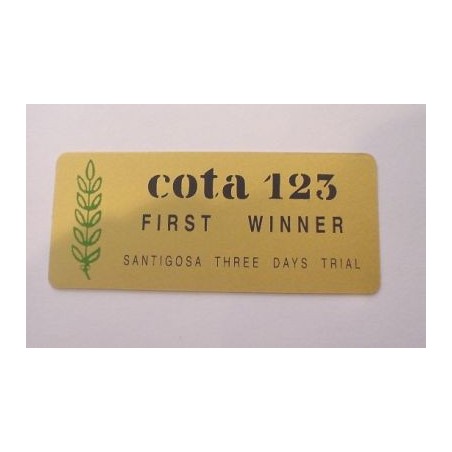 cota 123
FIRST WINNER
SANTIGOSA THREE DAYS TRIAL